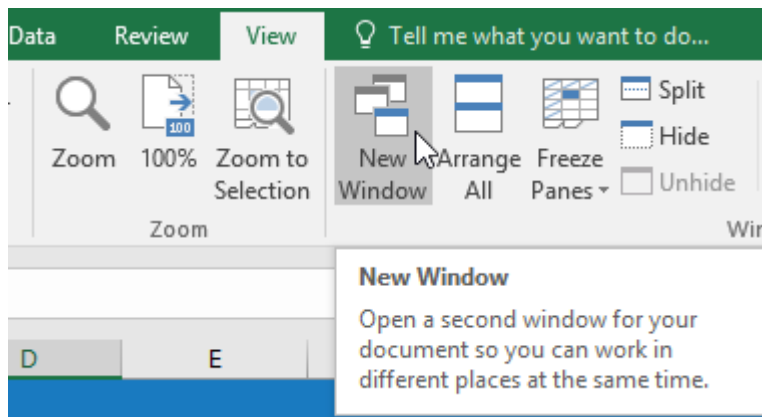 Data Review View Tell me what you want to do...
100
Zoom 100% Zoom to Selection New Window Arrange All Freeze Panes Split
Hide
Unhide
Zoom
New Window
Open a second window for your
document so you can work in
different places at the same time.
D E